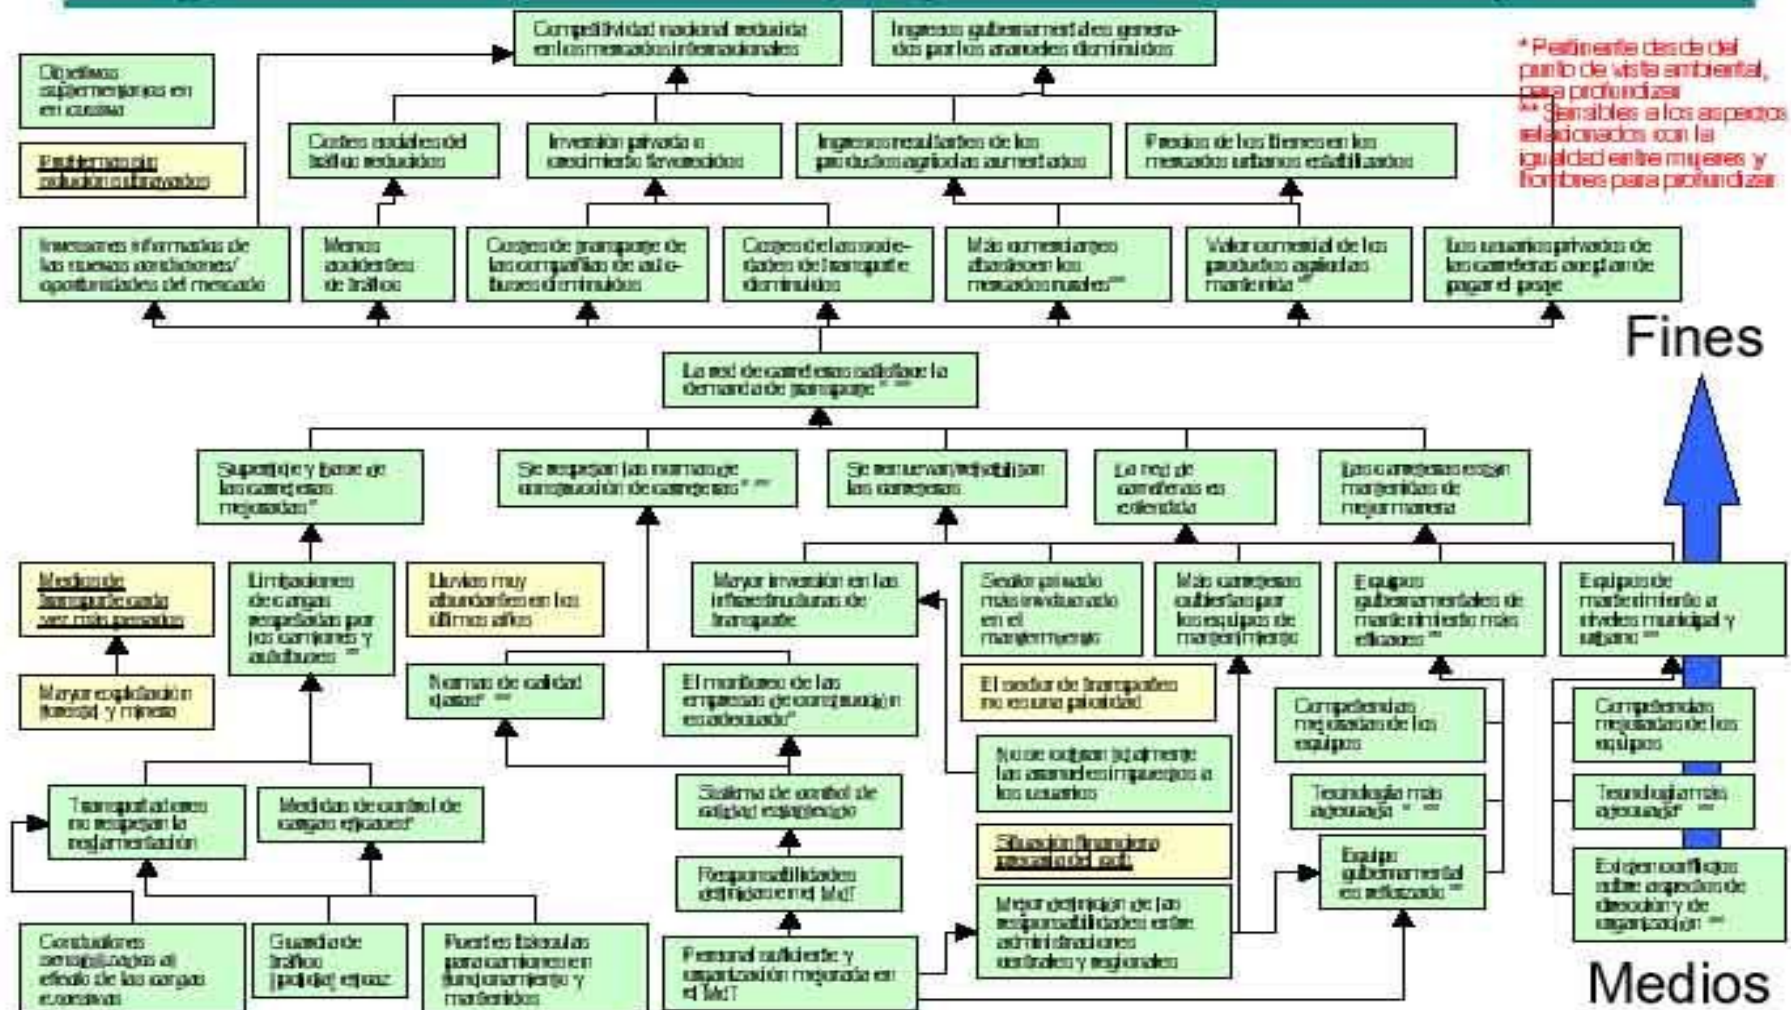 Competitividad nacional reducida
en los mercados internacionales
Ingresos gubernamentales genera-
dos por los aranceles disminuidos
* Pertinente desde del
punto de vista ambiental,
para profundizar
** Sensibles a los aspectos
relacionados con la
igualdad entre mujeres y
hombres para profundizar
Objetivos
suplementarios en
en cursiva
Problemas sin
solución subrayados
Costes sociales del
tráfico reducidos
Inversión privada o
crecimiento favorecidos
Ingresos resultantes de los
productos agrícolas aumentados
Precios de los bienes en los
mercados urbanos estabilizados
Inversores informados de
las nuevas condiciones/
oportunidades del mercado
Menos
accidentes
de tráfico
Costes de transporte de
las compañías de auto-
buses disminuidos
Costes de las socie-
dades de transporte
disminuidos
Más comerciantes
abastecen los
mercados rurales**
Valor comercial de los
productos agrícolas
mantenida **
Los usuarios privados de
las carreteras aceptan de
pagar el peaje
Fines
La red de carreteras satisface la
demanda de transporte * **
Superficie y base de
las carreteras
mejoradas *
Se respetan las normas de
construcción de carreteras * **
Se renuevan/rehabilitan
las carreteras
La red de
carreteras es
extendida
Las carreteras están
mantenidas de
mejor manera
Medios de
transporte cada
vez más pesados
Limitaciones
de cargas
respetadas por
los camiones y
autobuses **
Lluvias muy
abundantes en los
últimos años
Mayor inversión en las
infraestructuras de
transporte
Sector privado
más involucrado
en el
mantenimiento
Más carreteras
cubiertas por
los equipos de
mantenimiento
Equipos
gubernamentales de
mantenimiento más
eficaces **
Equipos de
mantenimiento a
niveles municipal y
urbano **
Mayor explotación
forestal y minera
Normas de calidad
claras* **
El monitoreo de las
empresas de construcción
es adecuado*
El sector de transportes
no es una prioridad
Competencias
mejoradas de los
equipos
Competencias
mejoradas de los
equipos
No se cobran totalmente
las aranceles impuestos a
los usuarios
Transportadores
no respetan la
reglamentación
Medidas de control de
cargas eficaces*
Sistema de control de
calidad establecido
Tecnología más
adecuada * **
Tecnología más
adecuada* **
Situación financiera
precaria del país
Responsabilidades
definidas en el MdT
Equipo
gubernamental
es reforzado **
Existen conflictos
sobre aspectos de
dirección y de
organización **
Conductores
sensibilizados al
efecto de las cargas
excesivas
Guardia de
tráfico
(policía) eficaz
Puentes básculas
para camiones en
funcionamiento y
mantenidos
Personal suficiente y
organización mejorada en
el MdT
Mejor definición de las
responsabilidades entre
administraciones
centrales y regionales
Medios